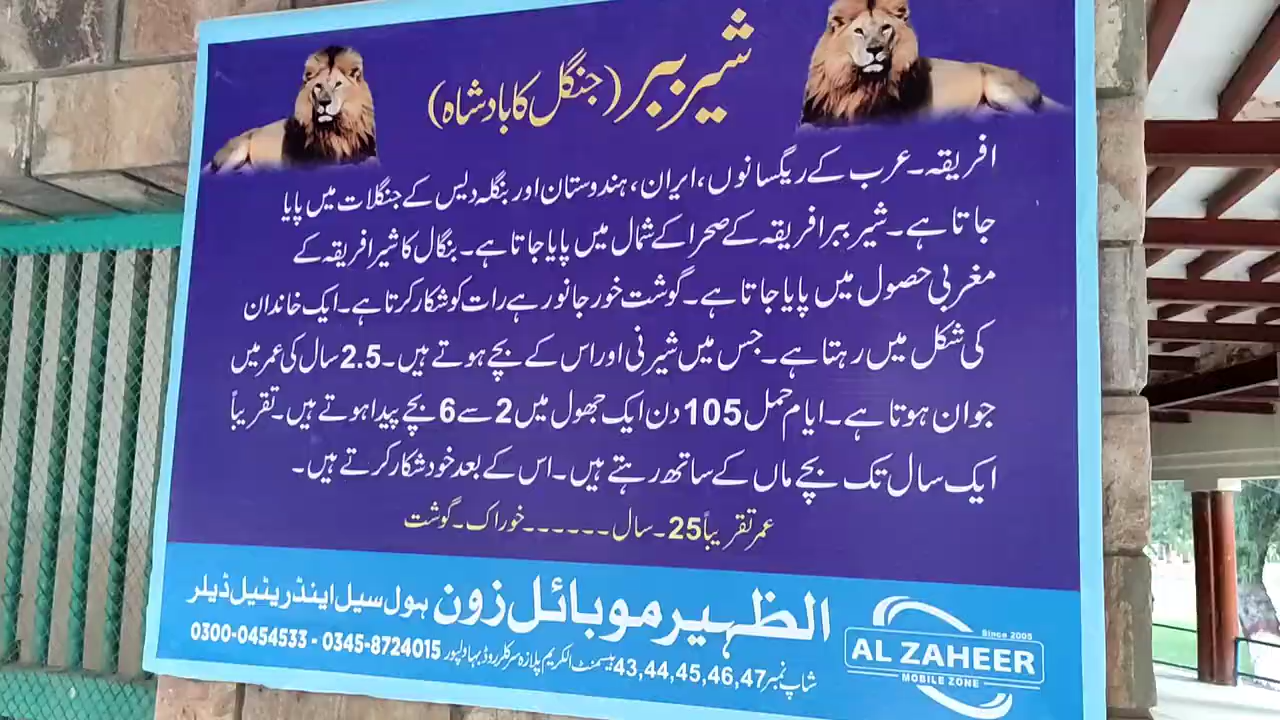 شیر ببر (جنگل کا بادشاہ)
افریقہ۔ عرب کے ریگسانوں، ایران، ہندوستان اور بنگلہ دیس کے جنگلات میں پایا
جاتا ہے۔ شیر ببر افریقہ کے صحرا کے شمال میں پایا جاتا ہے۔ بنگال کا شیر افریقہ کے
مغربی حصول میں پایا جاتا ہے۔ گوشت خور جانور ہے رات کو شکار کرتا ہے۔ ایک خاندان
کی شکل میں رہتا ہے۔ جس میں شیرنی اور اس کے بچے ہوتے ہیں۔ 2.5 سال کی عمر میں
جوان ہوتا ہے۔ ایام حمل 105 دن ایک جھول میں 2 سے 6 بچے پیدا ہوتے ہیں۔ تقریباً
ایک سال تک بچے ماں کے ساتھ رہتے ہیں۔ اس کے بعد خود شکار کرتے ہیں۔
عمر تقریباً 25۔ سال ------ خوراک۔ گوشت
الظہیر موبائل زون ہول سیل اینڈ ریٹیل ڈیلر
شاپ نمبر 43,44,45,46,47 بیسمنٹ الکریم پلازہ سرکلر روڈ بہاولپور 0300-0454533 - 0345-8724015
Since 2005
AL ZAHEER
MOBILE ZONE